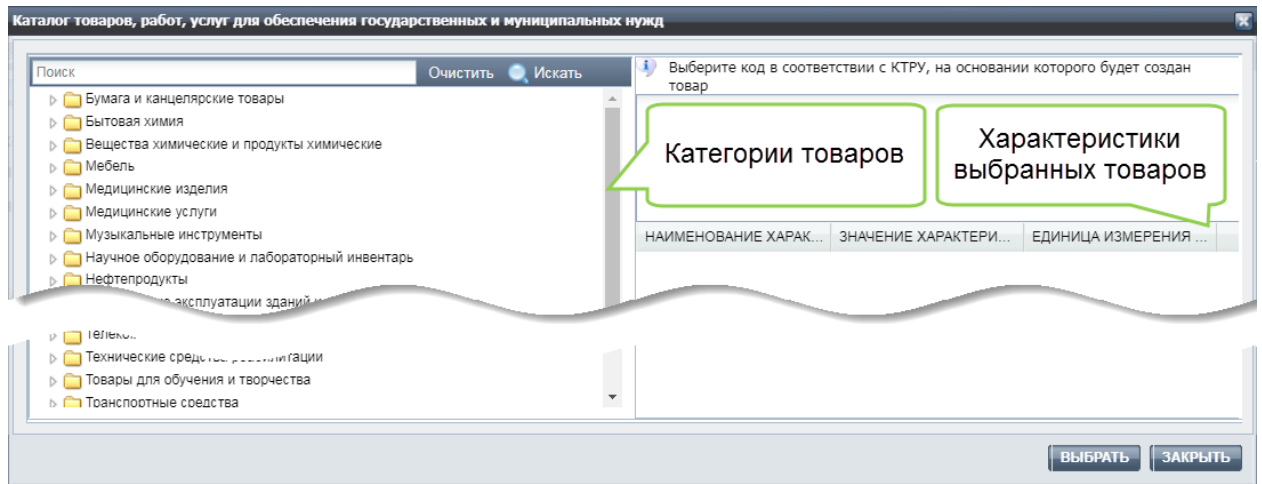 Каталог товаров, работ, услуг для обеспечения государственных и муниципальных нужд
Поиск
Очистить
Искать
Бумага и канцелярские товары
Бытовая химия
Вещества химические и продукты химические
Мебель
Медицинские изделия
Медицинские услуги
Музыкальные инструменты
Научное оборудование и лабораторный инвентарь
Нефтепродукты
эксплуатации зданий и
Технические средства реабилитации
Товары для обучения и творчества
Транспортные средства
Выберите код в соответствии с КТРУ, на основании которого будет создан
товар
Категории товаров
Характеристики
выбранных товаров
НАИМЕНОВАНИЕ ХАРАК...
ЗНАЧЕНИЕ ХАРАКТЕРИ...
ЕДИНИЦА ИЗМЕРЕНИЯ ...
ВЫБРАТЬ
ЗАКРЫТЬ